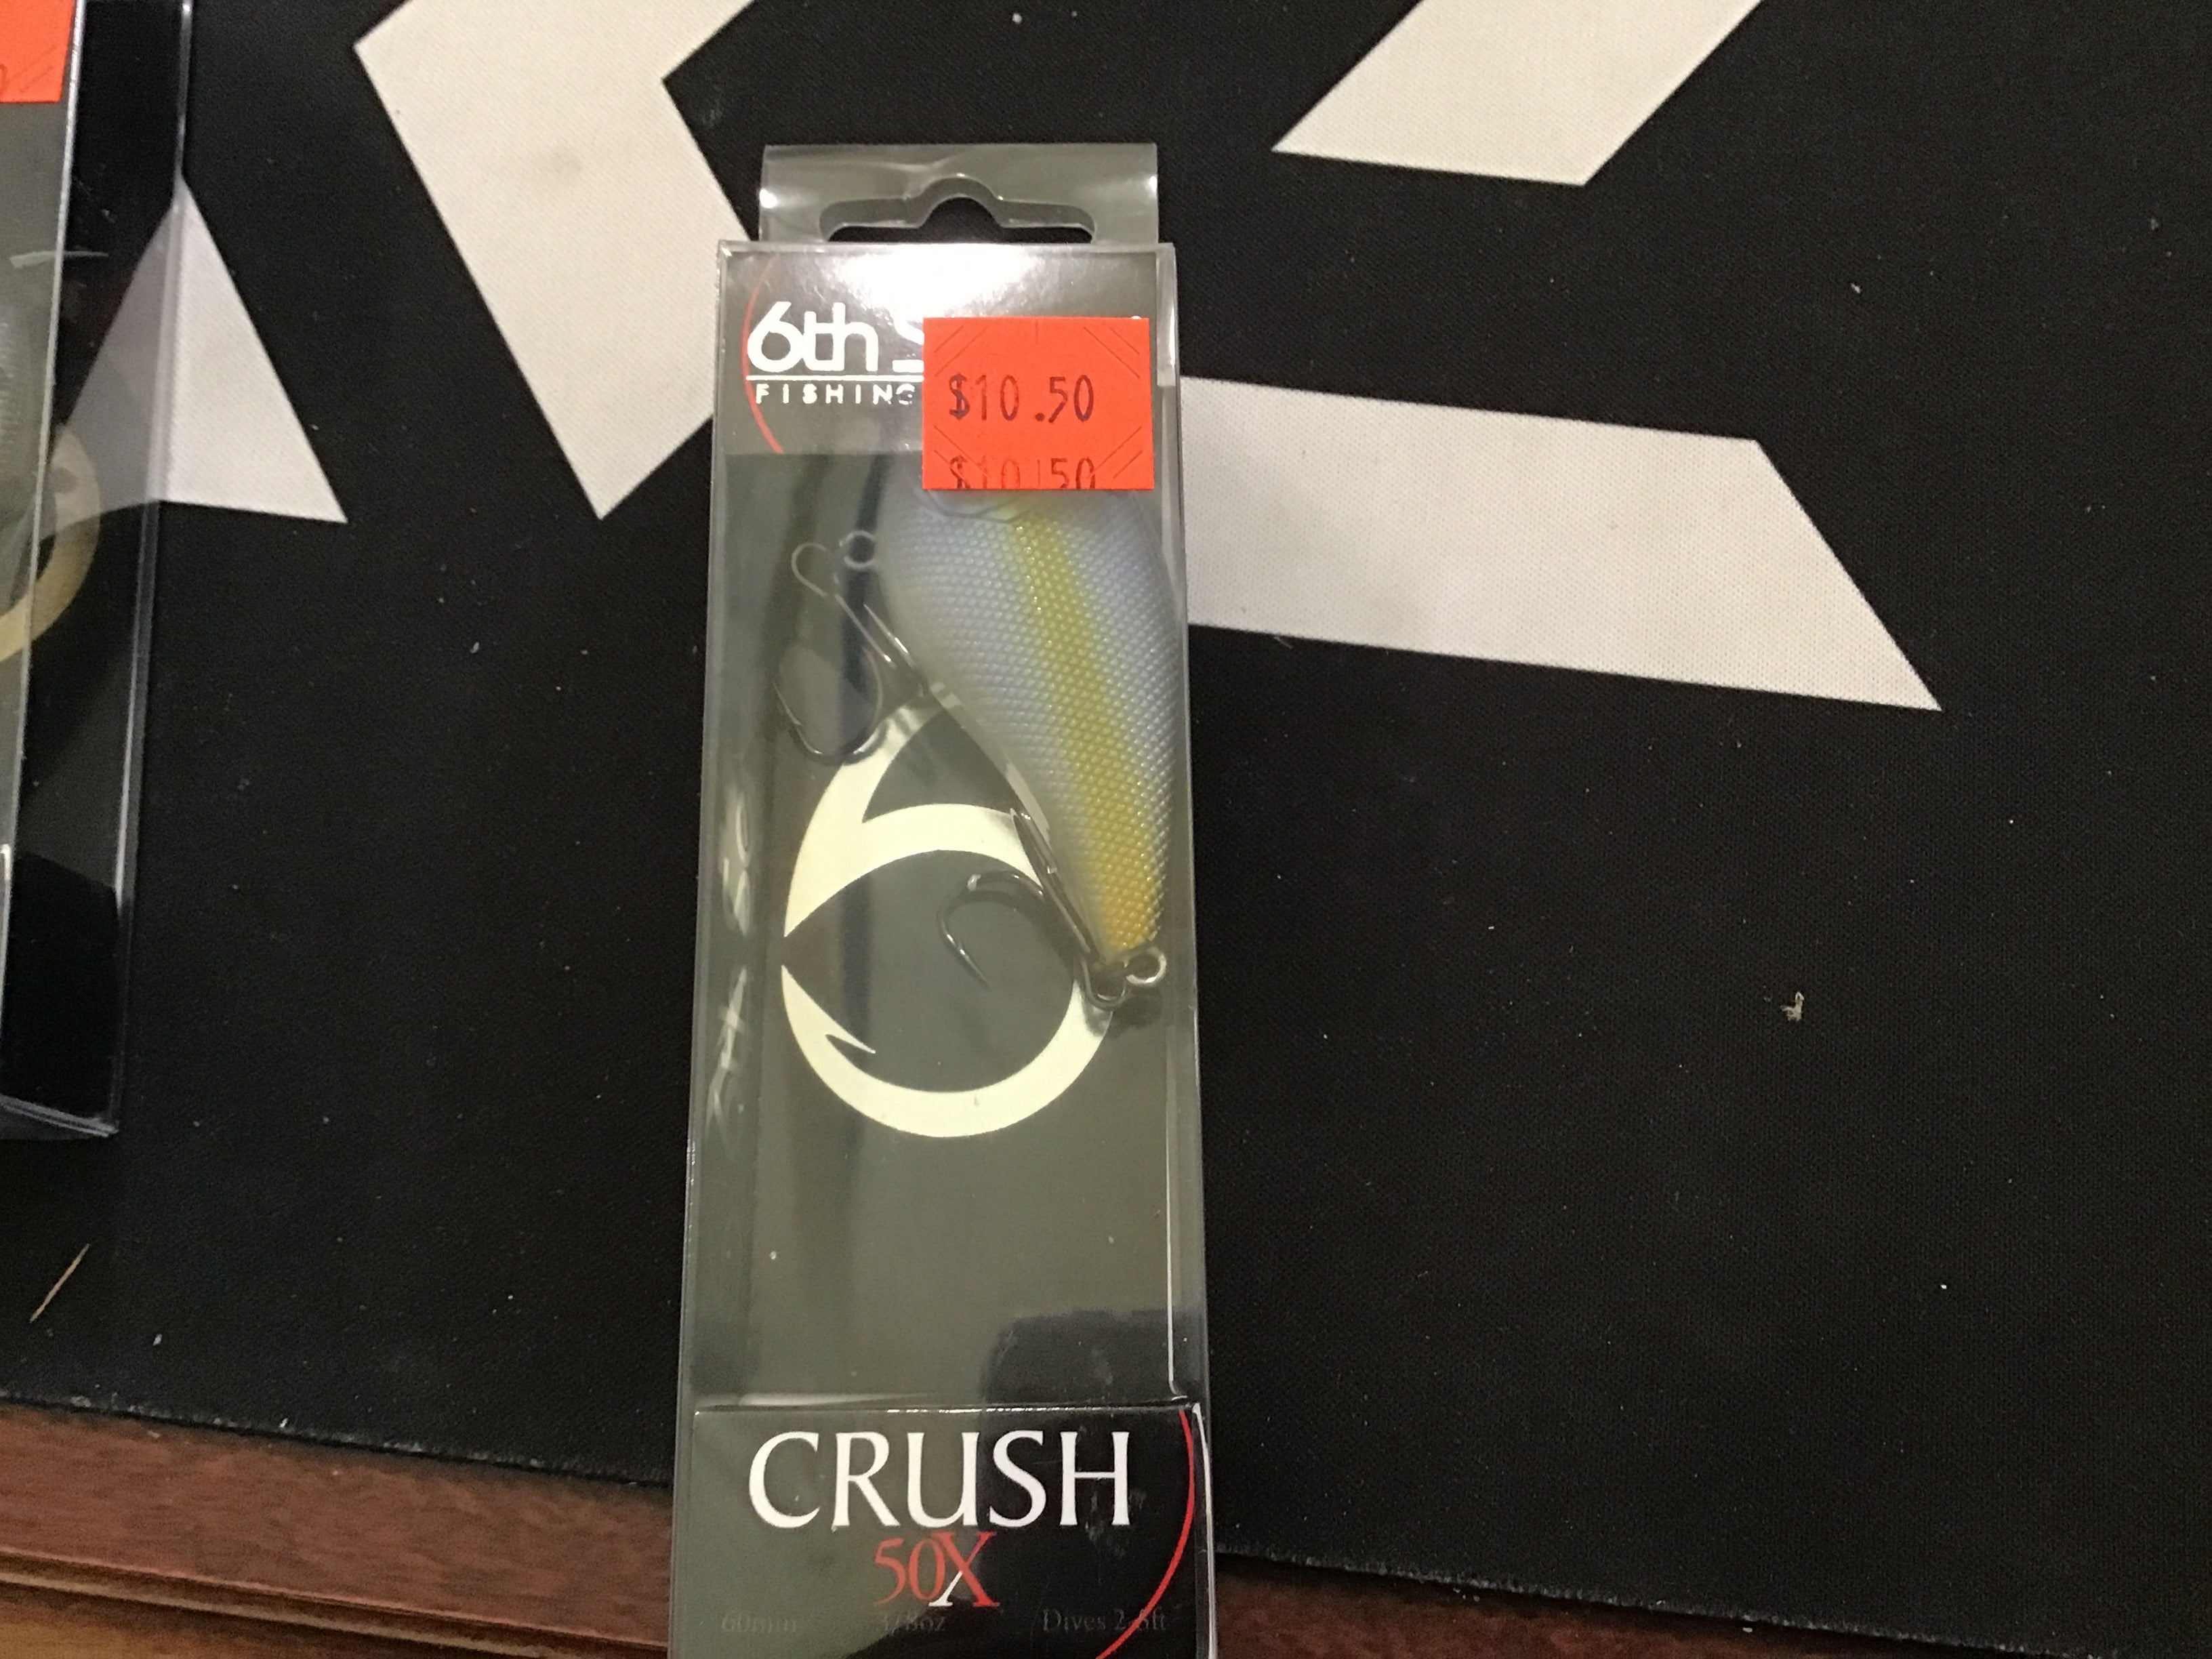 6th S
FISHING
$10.50
$10.50
CRUSH
50X
60mm 3/8oz Dives 2-6ft